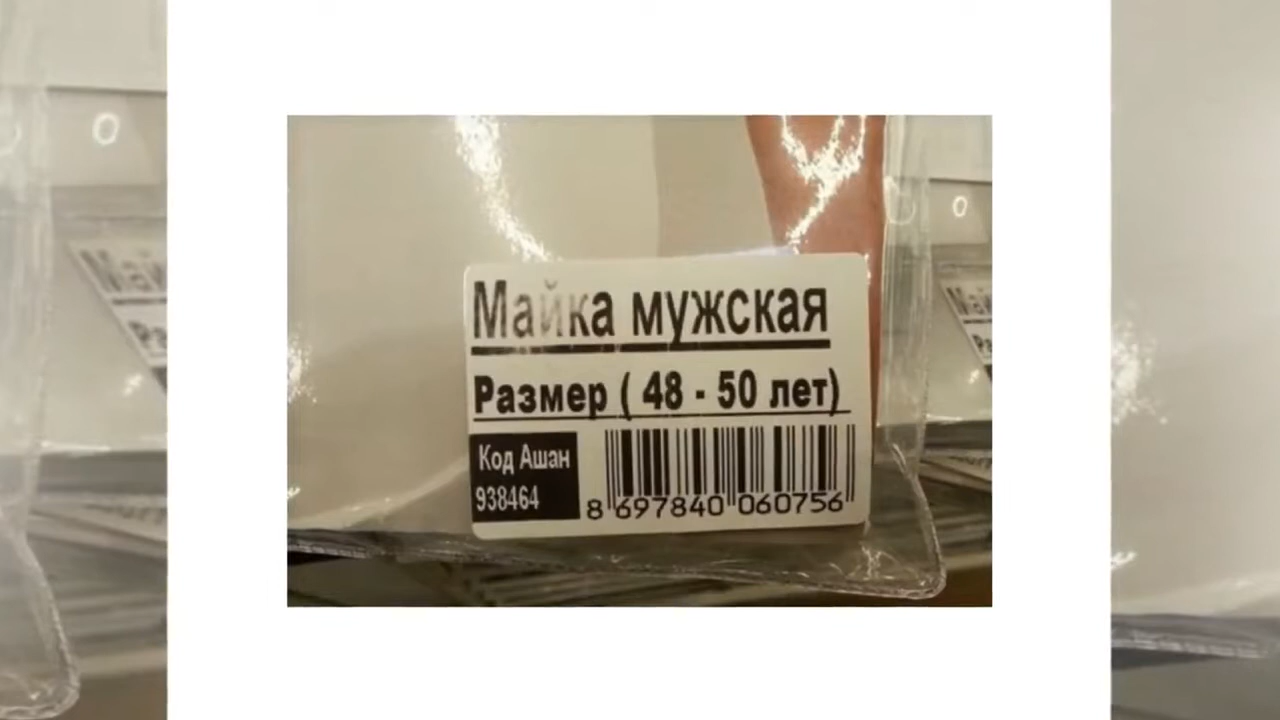 Майка мужская
Размер ( 48 - 50 лет)
Код Ашан
938464
8 697840 060756